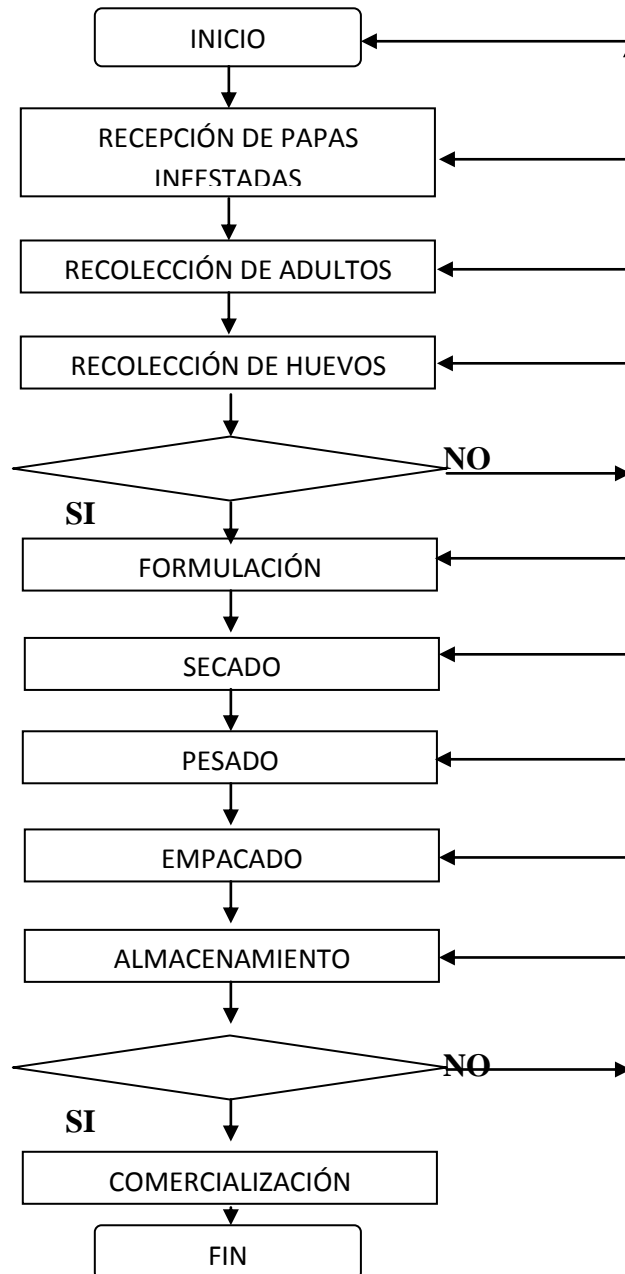 INICIO
RECEPCIÓN DE PAPAS
INFESTADAS
RECOLECCIÓN DE ADULTOS
RECOLECCIÓN DE HUEVOS
NO
SI
FORMULACIÓN
SECADO
PESADO
EMPACADO
ALMACENAMIENTO
NO
SI
COMERCIALIZACIÓN
FIN